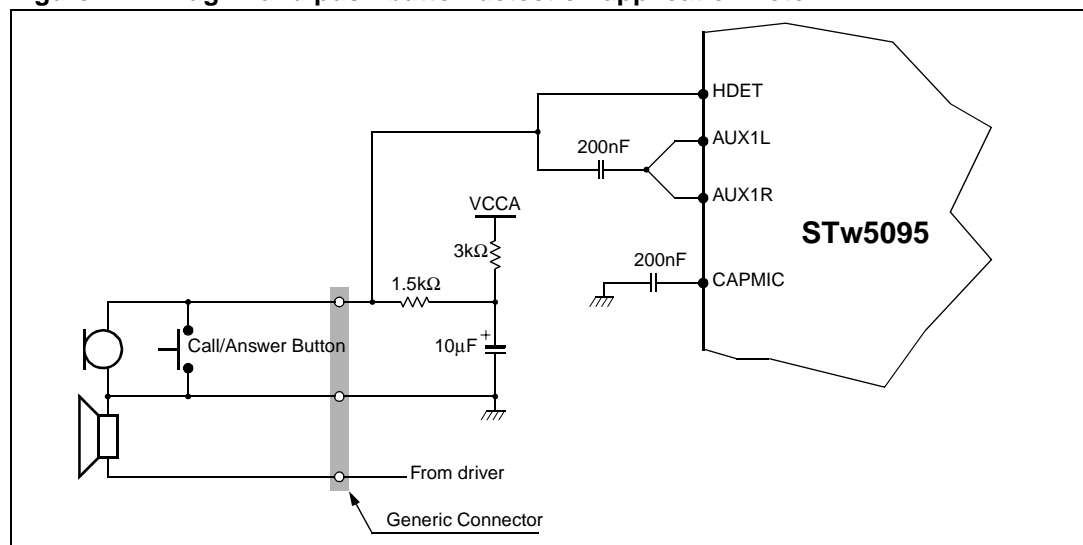 HDET
AUX1L
200nF
AUX1R
VCCA
STw5095
3kΩ
200nF
1.5kΩ
CAPMIC
+
10μF
Call/Answer Button
From driver
Generic Connector